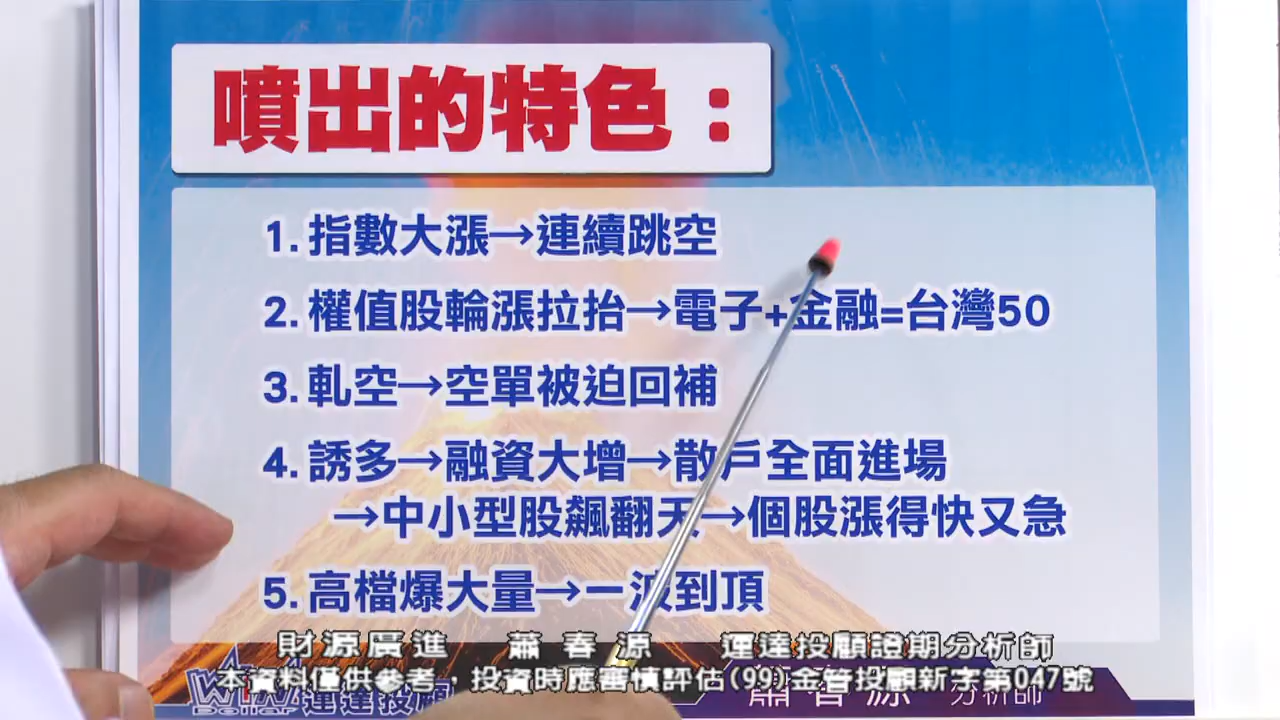 噴出的特色：
1. 指數大漲→連續跳空
2. 權值股輪漲拉抬→電子+金融=台灣50
3. 軋空→空單被迫回補
4. 誘多→融資大增→散戶全面進場
→中小型股飆翻天→個股漲得快又急
5. 高檔爆大量→一波到頂
財源廣進 蕭春源 運達投顧證期分析師
本資料僅供參考，投資時應審慎評估(99)金管投顧新字第047號
WIN Dollar 運達投顧 分析師